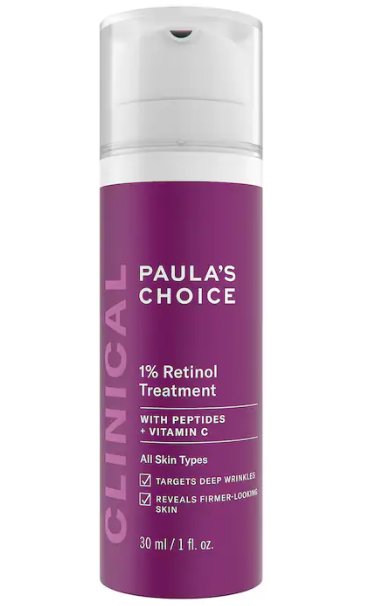 CLINICAL
PAULA'S
CHOICE
1% Retinol
Treatment
WITH PEPTIDES
+ VITAMIN C
All Skin Types
TARGETS DEEP WRINKLES
REVEALS FIRMER-LOOKING
SKIN
30 ml / 1 fl. oz.